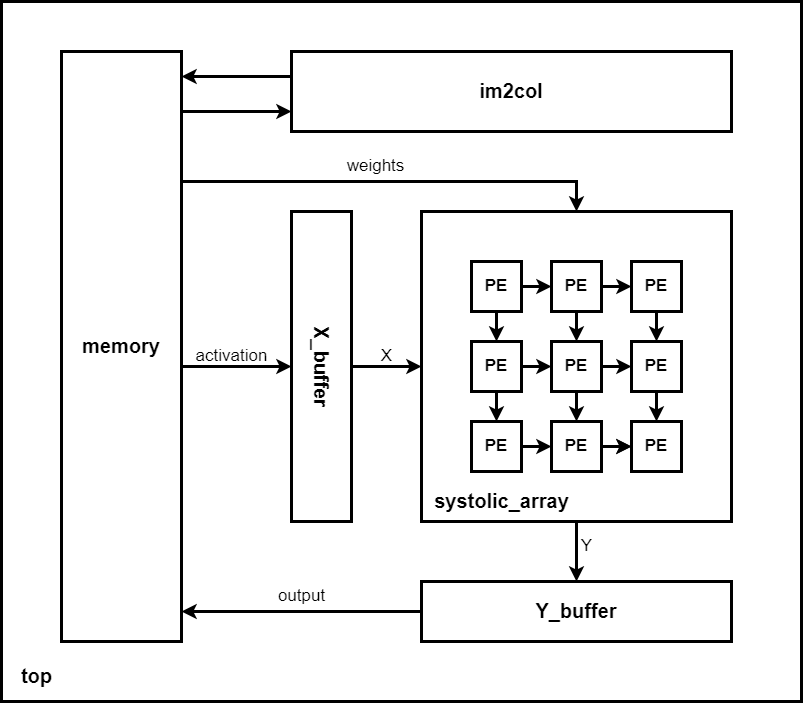 im2col
weights
PE PE PE
X_buffer
memory
activation
X
PE PE PE
PE PE PE
systolic_array
Y
output
Y_buffer
top